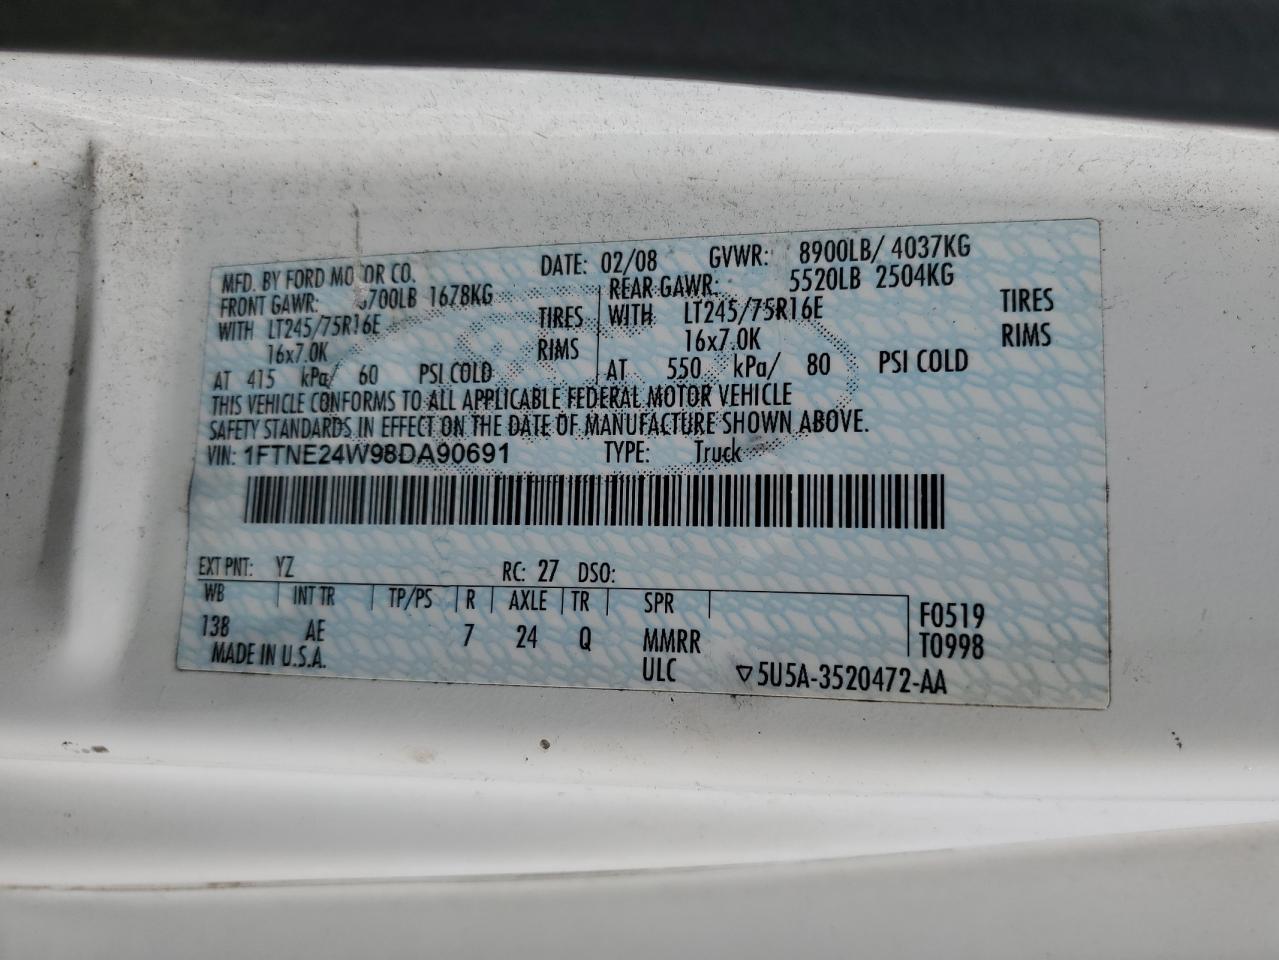 MFD. BY FORD MOTOR CO. DATE: 02/08 GVWR: 8900LB/ 4037KG
FRONT GAWR: 700LB 1678KG REAR GAWR: 5520LB 2504KG
WITH LT245/75R16E TIRES WITH LT245/75R16E TIRES
16x7.0K RIMS 16x7.0K RIMS
AT 415 kPa/ 60 PSI COLD AT 550 kPa/ 80 PSI COLD
THIS VEHICLE CONFORMS TO ALL APPLICABLE FEDERAL MOTOR VEHICLE
SAFETY STANDARDS IN EFFECT ON THE DATE OF MANUFACTURE SHOWN ABOVE.
VIN: 1FTNE24W98DA90691 TYPE: Truck
EXT PNT: YZ RC: 27 DSO:
WB INT TR TP/PS R AXLE TR SPR F0519
138 AE 7 24 Q MMRR T0998
MADE IN U.S.A. ULC ▽5U5A-3520472-AA